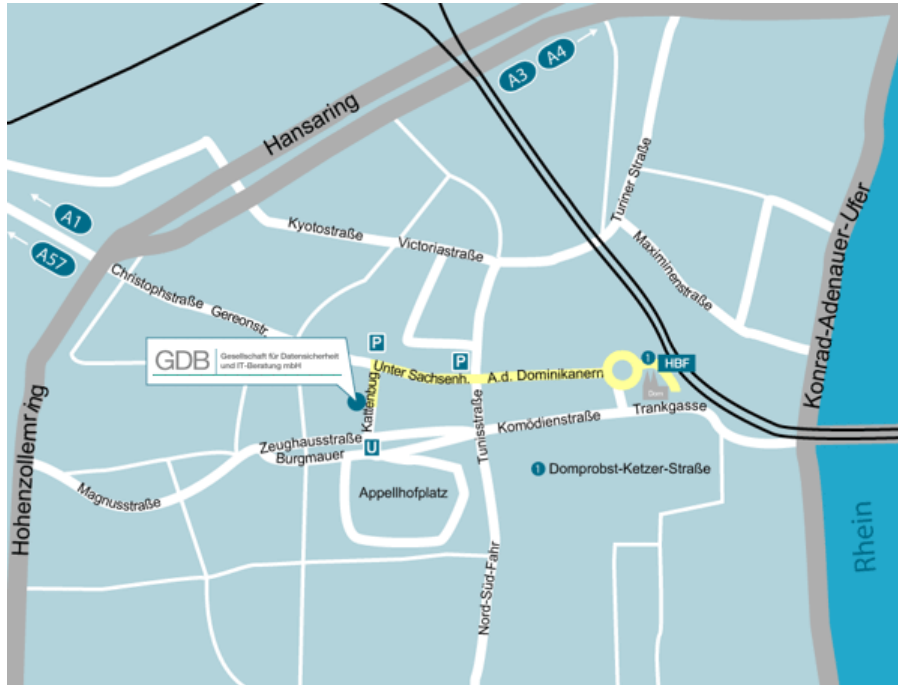 A3
A4
Hansaring
Turiner Straße
A1
A57
Kyotostraße
Victoriastraße
Maximinenstraße
Konrad-Adenauer-Ufer
Christophstraße
Gereonstr.
GDB
Gesellschaft für Datensicherheit
und IT-Beratung mbH
P
P
1
HBF
Unter Sachsenh.
A.d. Dominikanern
Dom
Kattenbug
Trankgasse
Komödienstraße
Tunisstraße
Zeughausstraße
Burgmauer
U
1 Domprobst-Ketzer-Straße
Hohenzollernring
Magnusstraße
Appellhofplatz
Nord-Süd-Fahr
Rhein